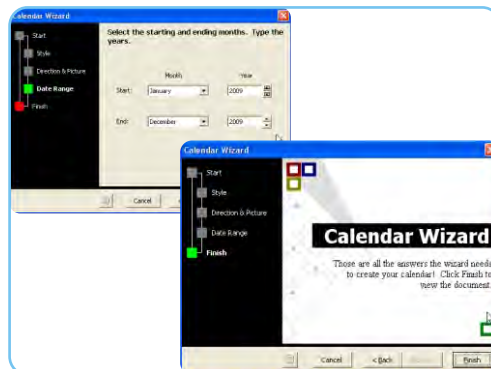 Calendar Wizard
Start
Style
Direction & Picture
Date Range
Finish
Select the starting and ending months. Type the
years.
Month Year
Start: January 2009
End: December 2009
Cancel
Calendar Wizard
Start
Style
Direction & Picture
Date Range
Finish
Calendar Wizard
Those are all the answers the wizard needs
to create your calendar! Click Finish to
view the document.
Cancel < Back Finish